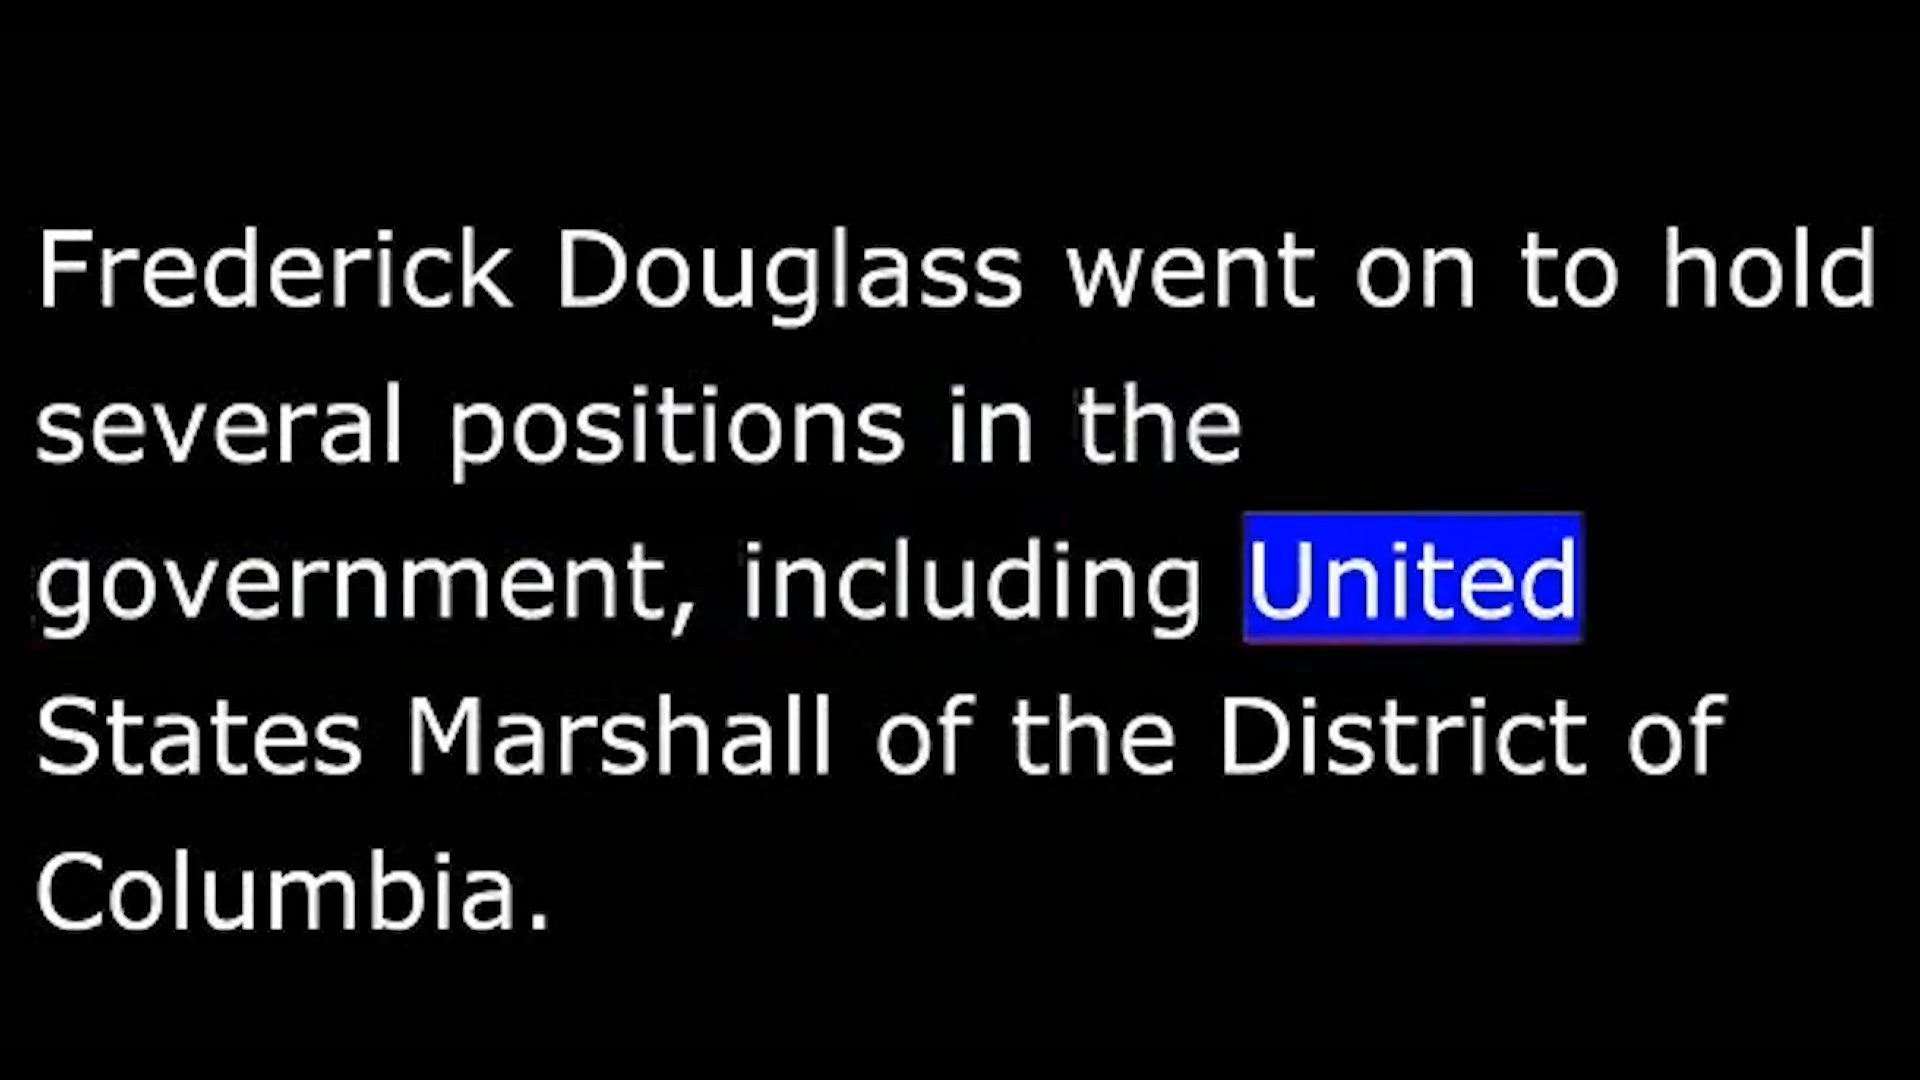 Frederick Douglass went on to hold
several positions in the
government, including United
States Marshall of the District of
Columbia.